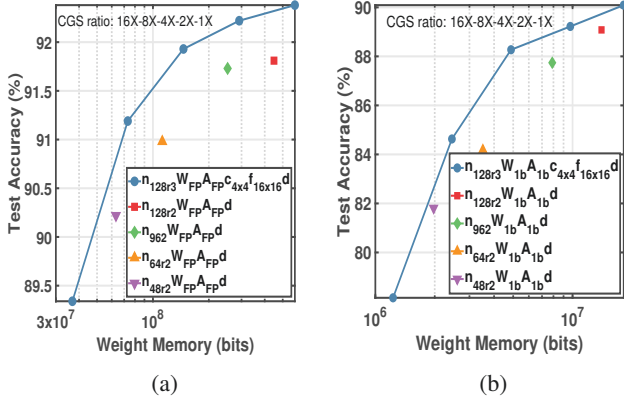 CGS ratio: 16X-8X-4X-2X-1X
Test Accuracy (%)
92
91.5
91
90.5
90
89.5
n128r3WFPAFPc4x4f16x16d
n128r2WFPAFPd
n962WFPAFPd
n64r2WFPAFPd
n48r2WFPAFPd
3x10^7
10^8
Weight Memory (bits)
(a)
CGS ratio: 16X-8X-4X-2X-1X
Test Accuracy (%)
90
88
86
84
82
80
n128r3W1bA1bc4x4f16x16d
n128r2W1bA1bd
n962W1bA1bd
n64r2W1bA1bd
n48r2W1bA1bd
10^6
10^7
Weight Memory (bits)
(b)